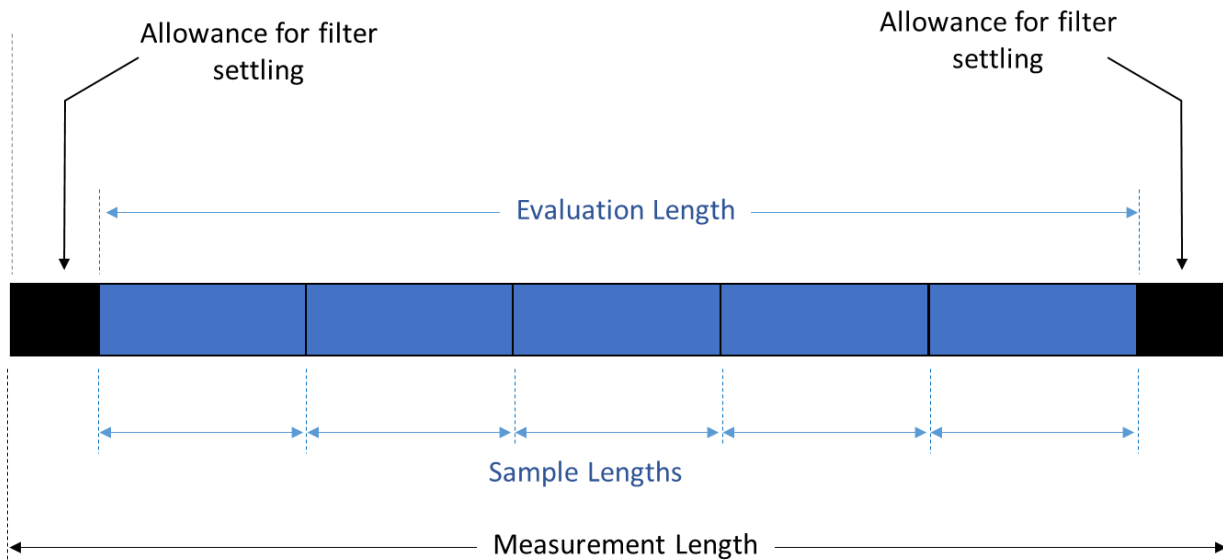 Allowance for filter
settling
Allowance for filter
settling
Evaluation Length
Sample Lengths
Measurement Length